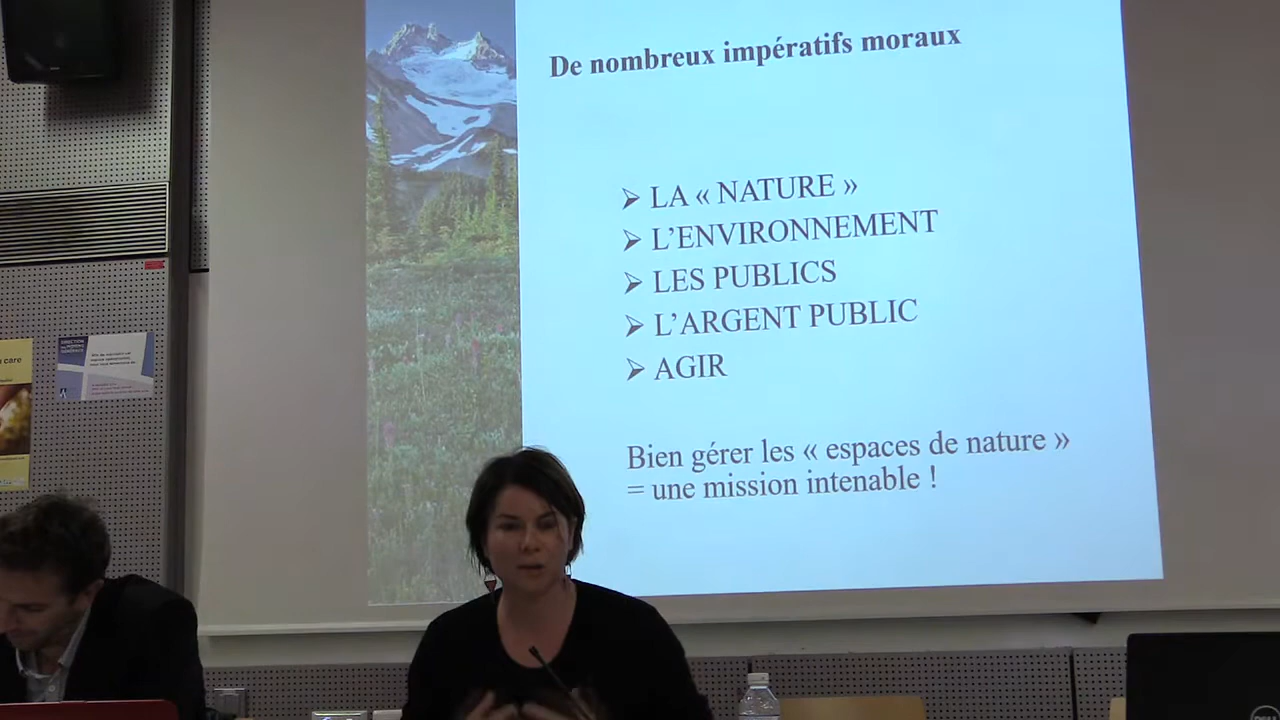 De nombreux impératifs moraux
➢ LA « NATURE »
➢ L’ENVIRONNEMENT
➢ LES PUBLICS
➢ L’ARGENT PUBLIC
➢ AGIR
Bien gérer les « espaces de nature »
= une mission intenable !
care